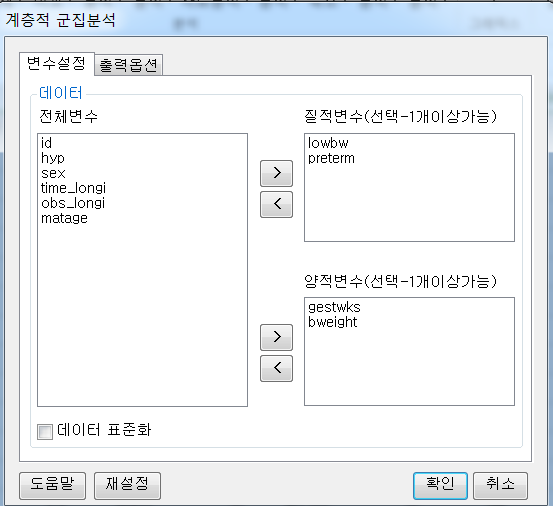 계층적 군집분석
변수설정
출력옵션
데이터
전체변수
id
hyp
sex
time_longi
obs_longi
matage
>
<
질적변수(선택-1개이상가능)
lowbw
preterm
양적변수(선택-1개이상가능)
gestwks
bweight
>
<
데이터 표준화
도움말
재설정
확인
취소